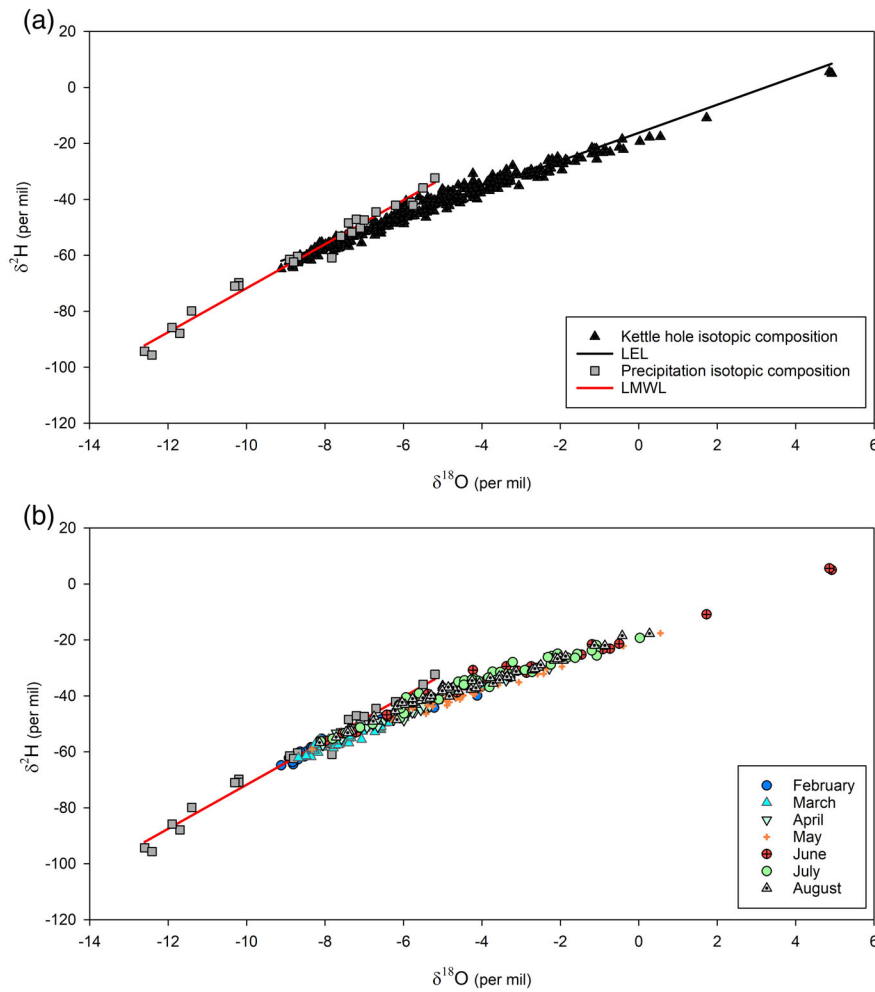 (a)
20
0
-20
-40
-60
-80
-100
-120
δ²H (per mil)
Kettle hole isotopic composition
LEL
Precipitation isotopic composition
LMWL
-14 -12 -10 -8 -6 -4 -2 0 2 4 6
δ¹⁸O (per mil)
(b)
20
0
-20
-40
-60
-80
-100
-120
δ²H (per mil)
February
March
April
May
June
July
August
-14 -12 -10 -8 -6 -4 -2 0 2 4 6
δ¹⁸O (per mil)